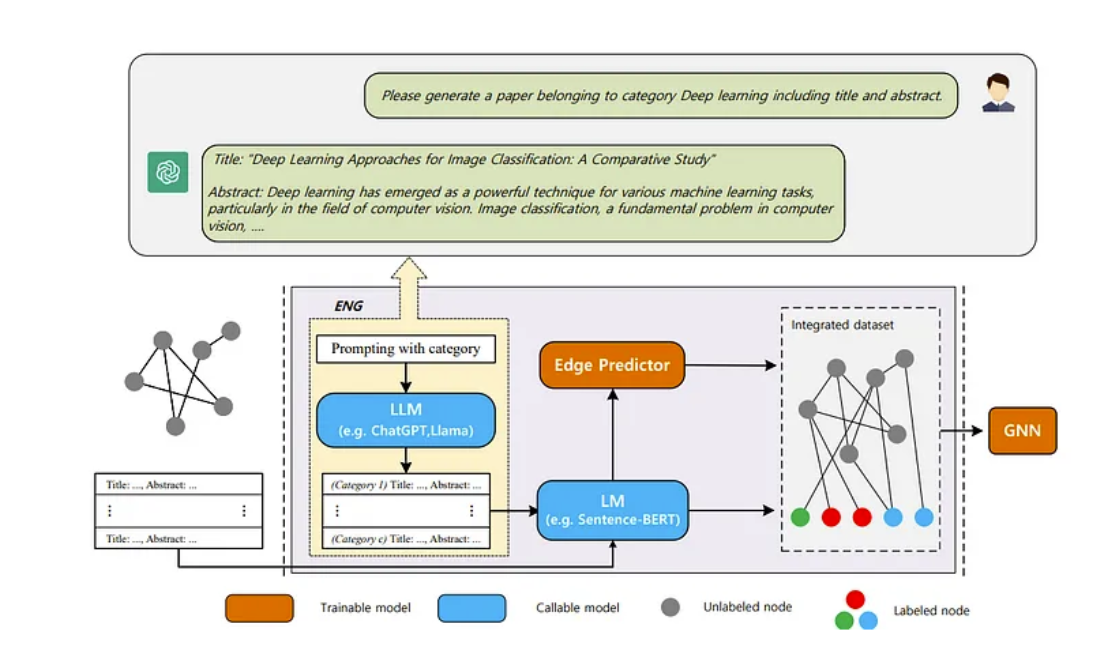 Please generate a paper belonging to category Deep learning including title and abstract.
Title: "Deep Learning Approaches for Image Classification: A Comparative Study"
Abstract: Deep learning has emerged as a powerful technique for various machine learning tasks,
particularly in the field of computer vision. Image classification, a fundamental problem in computer
vision, ....
ENG
Prompting with category
LLM
(e.g. ChatGPT,Llama)
(Category 1) Title: ..., Abstract: ...
⋮ ⋮
(Category c) Title: ..., Abstract: ...
Title: ..., Abstract: ...
⋮ ⋮
Title: ..., Abstract: ...
Edge Predictor
LM
(e.g. Sentence-BERT)
Integrated dataset
GNN
Trainable model
Callable model
Unlabeled node
Labeled node